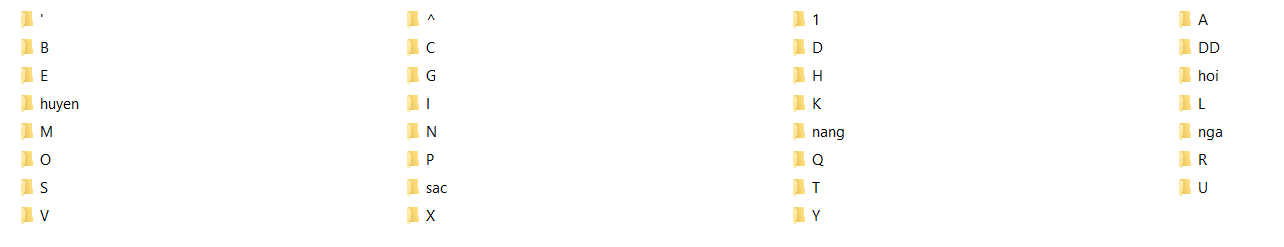 ' ^ 1 A
B C D DD
E G H hoi
huyen I K L
M N nang nga
O P Q R
S sac T U
V X Y